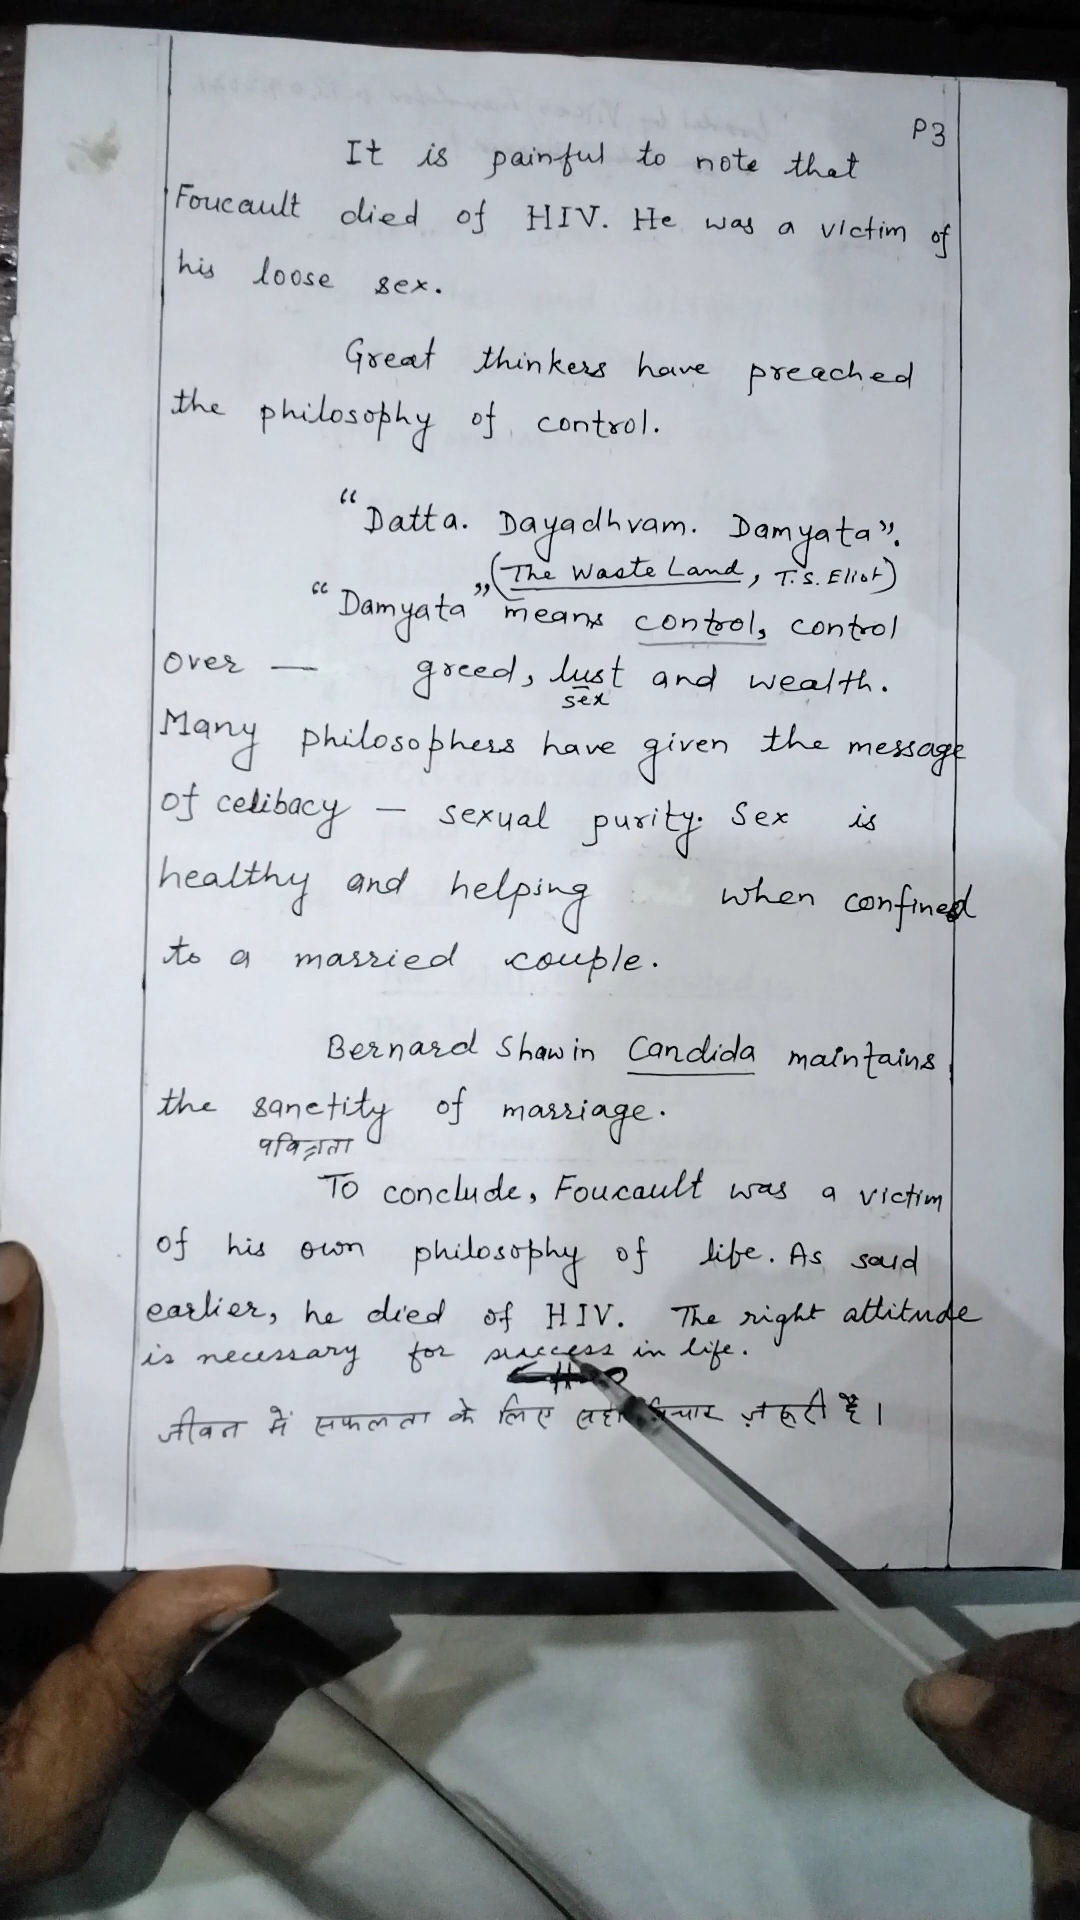 P3
It is painful to note that
Foucault died of HIV. He was a victim of
his loose sex.
Great thinkers have preached
the philosophy of control.
"Datta. Dayadhvam. Damyata".
(The Waste Land, T.S. Eliot)
"Damyata" means control, control
over — greed, lust and wealth.
sex
Many philosophers have given the message
of celibacy — sexual purity. Sex is
healthy and helping when confined
to a married couple.
Bernard Shaw in Candida maintains
the sanctity of marriage.
पवित्रता
To conclude, Foucault was a victim
of his own philosophy of life. As said
earlier, he died of HIV. The right attitude
is necessary for success in life.
जीवन में सफलता के लिए सही विचार ज़रूरी है।